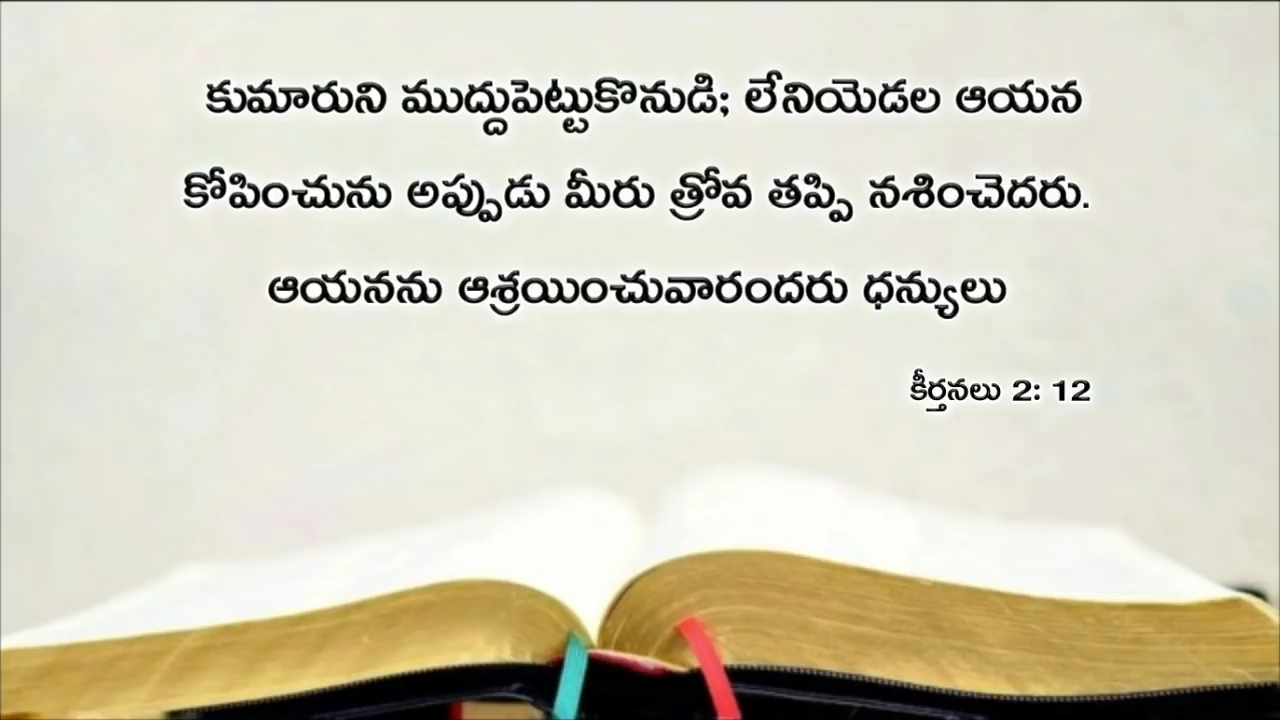 కుమారుని ముద్దుపెట్టుకొనుడి; లేనియెడల ఆయన
కోపించును అప్పుడు మీరు త్రోవ తప్పి నశించెదరు.
ఆయనను ఆశ్రయించువారందరు ధన్యులు
కీర్తనలు 2: 12